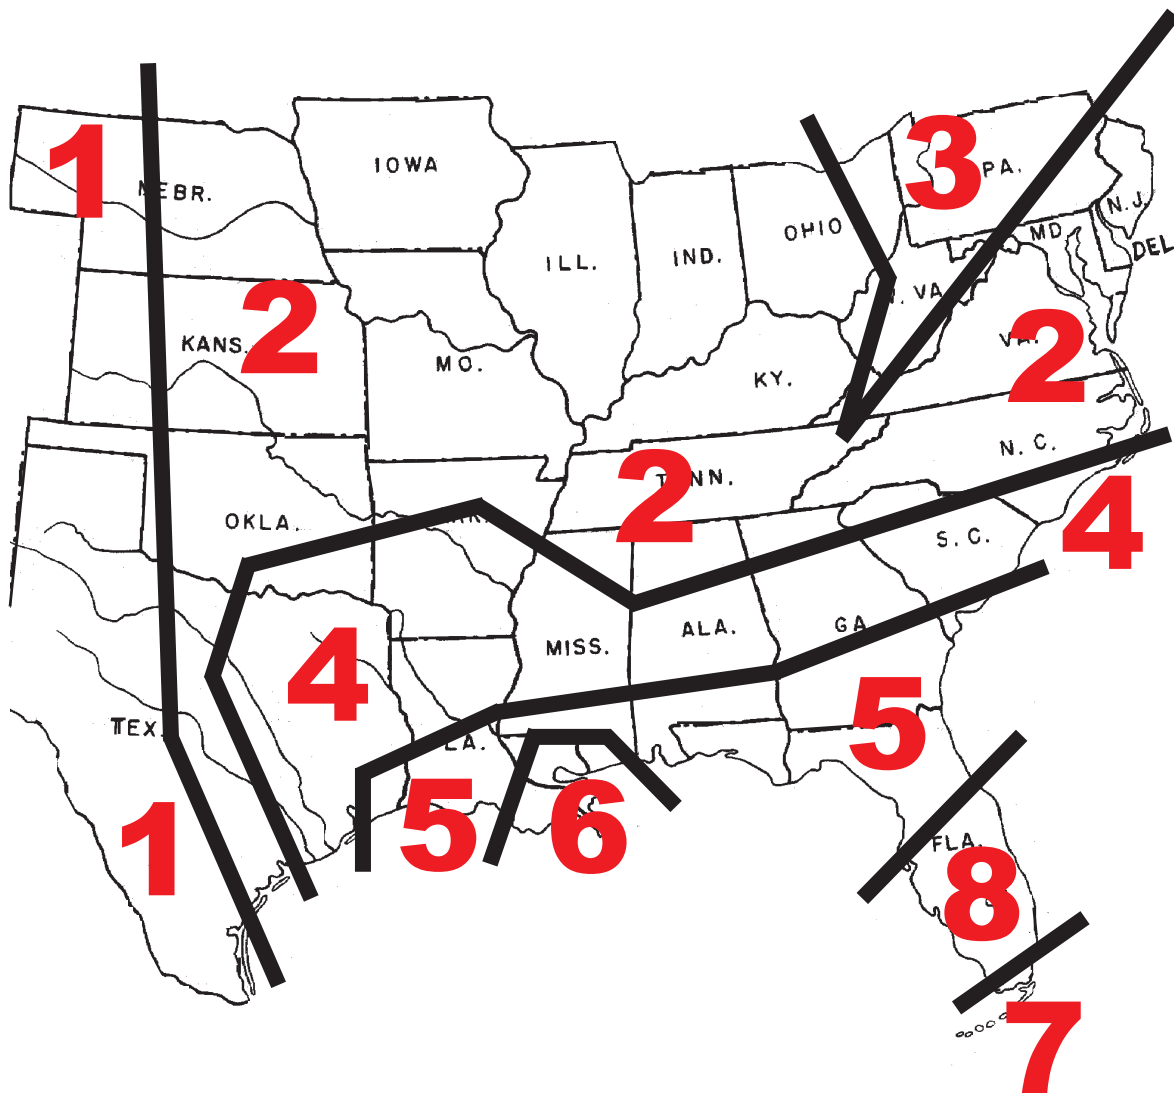 1
3
IOWA
PA.
NEBR.
N.J.
OHIO
MD.
DEL
ILL.
IND.
. VA.
2
KANS.
VA.
2
MO.
KY.
N. C.
2
TENN.
4
OKLA.
S. C.
GA
ALA.
MISS.
4
TEX.
5
LA.
1
5
6
FLA.
8
7